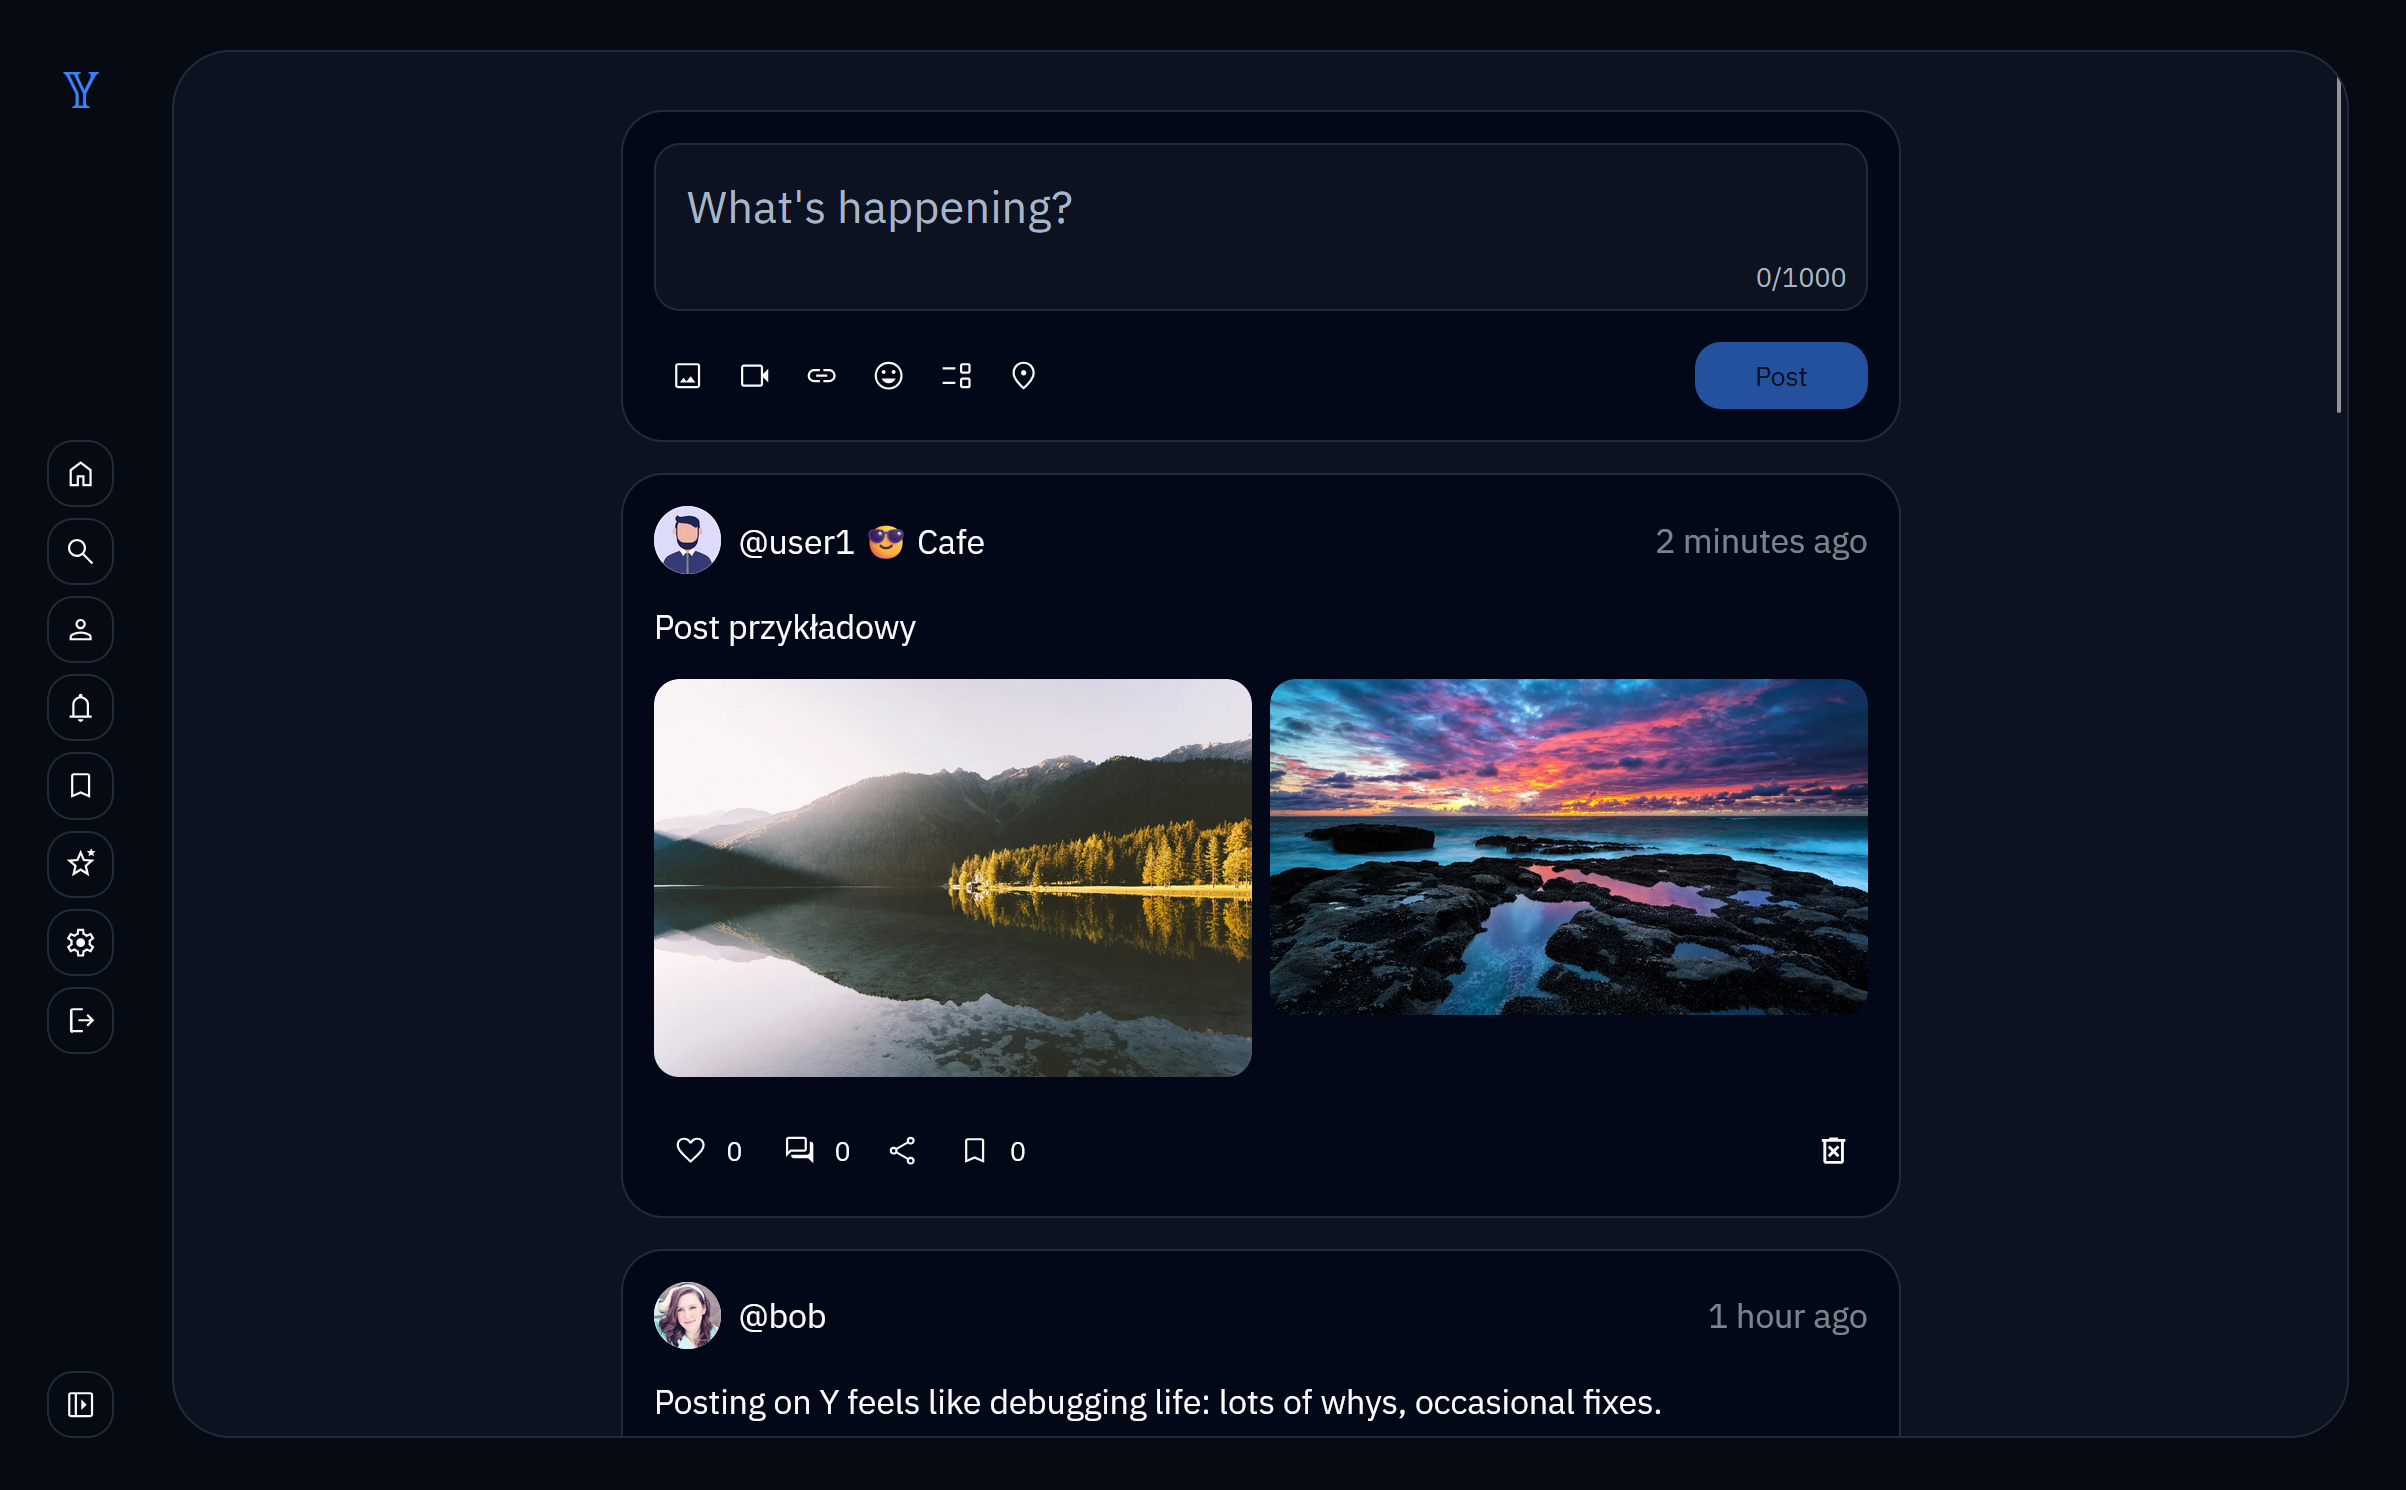 Y
What's happening?
0/1000
Post
@user1 😎 Cafe
2 minutes ago
Post przykładowy
0
0
0
@bob
1 hour ago
Posting on Y feels like debugging life: lots of whys, occasional fixes.